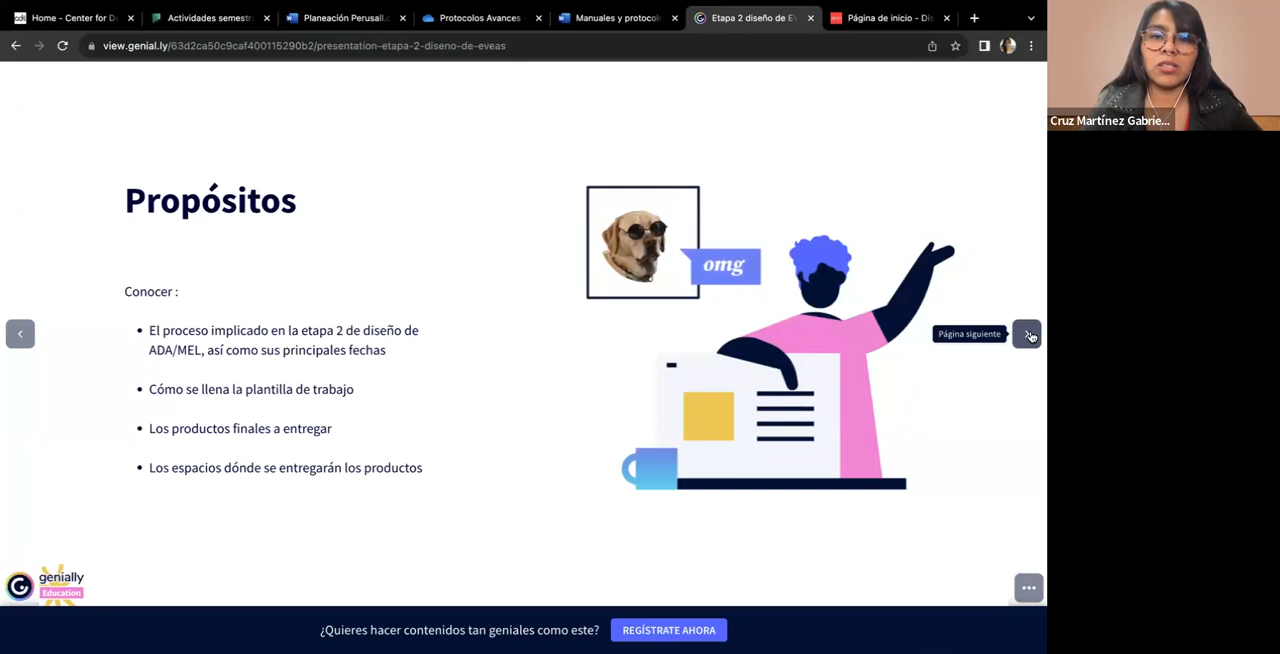 Home - Center for De
Actividades semestr
Planeación Perusall.
Protocolos Avances
Manuales y protocol
Etapa 2 diseño de EV
Página de inicio - Dis
view.genial.ly/63d2ca50c9caf400115290b2/presentation-etapa-2-diseno-de-eveas
Cruz Martínez Gabrie...
Propósitos
omg
Conocer :
• El proceso implicado en la etapa 2 de diseño de
ADA/MEL, así como sus principales fechas
Página siguiente
• Cómo se llena la plantilla de trabajo
• Los productos finales a entregar
• Los espacios dónde se entregarán los productos
genially
Education
¿Quieres hacer contenidos tan geniales como este?
REGÍSTRATE AHORA